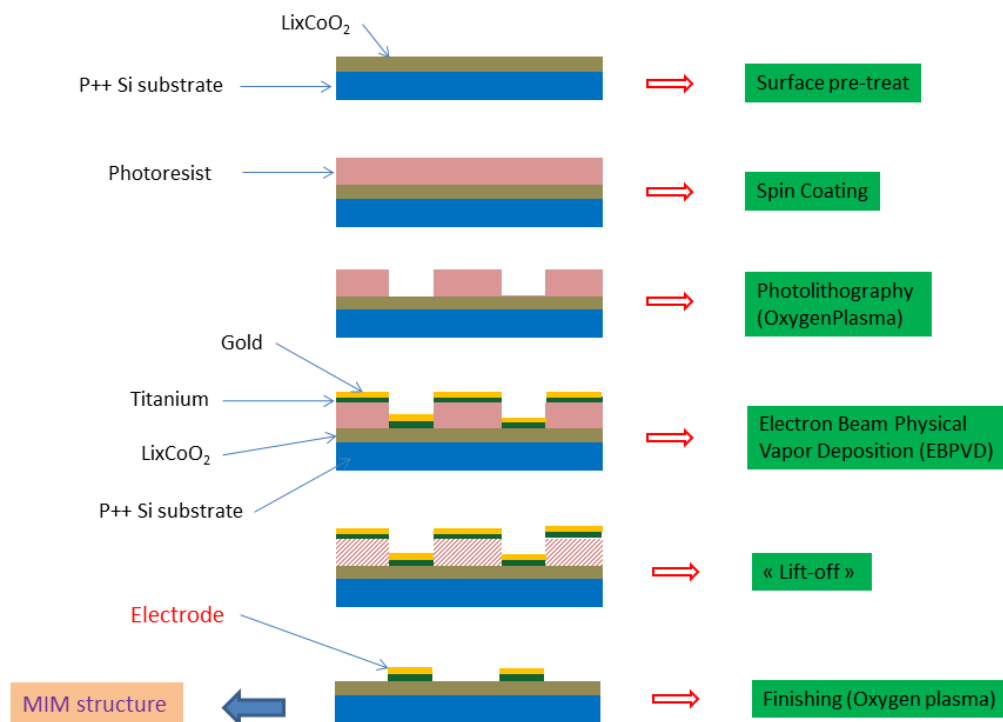 LixCoO₂
P++ Si substrate
Surface pre-treat
Photoresist
Spin Coating
Photolithography
(OxygenPlasma)
Gold
Titanium
LixCoO₂
P++ Si substrate
Electron Beam Physical
Vapor Deposition (EBPVD)
« Lift-off »
Electrode
MIM structure
Finishing (Oxygen plasma)